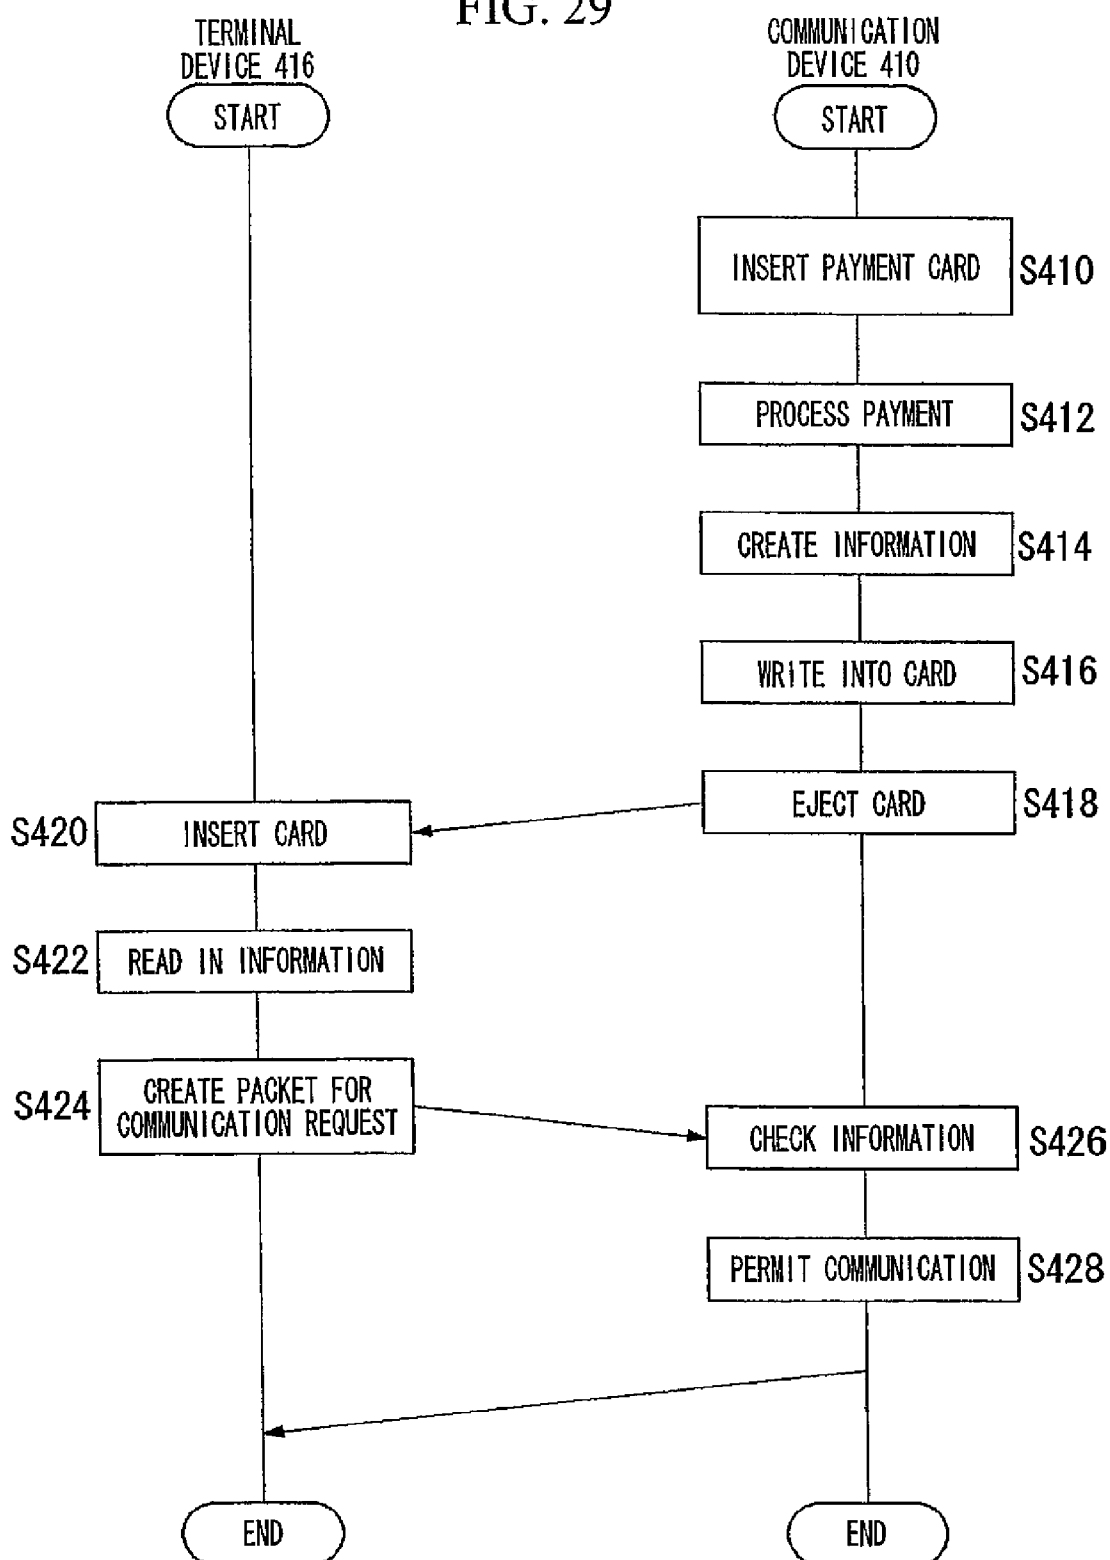 FIG. 29
TERMINAL
DEVICE 416
COMMUNICATION
DEVICE 410
START
START
INSERT PAYMENT CARD
S410
PROCESS PAYMENT
S412
CREATE INFORMATION
S414
WRITE INTO CARD
S416
EJECT CARD
S418
S420
INSERT CARD
S422
READ IN INFORMATION
S424
CREATE PACKET FOR
COMMUNICATION REQUEST
CHECK INFORMATION
S426
PERMIT COMMUNICATION
S428
END
END